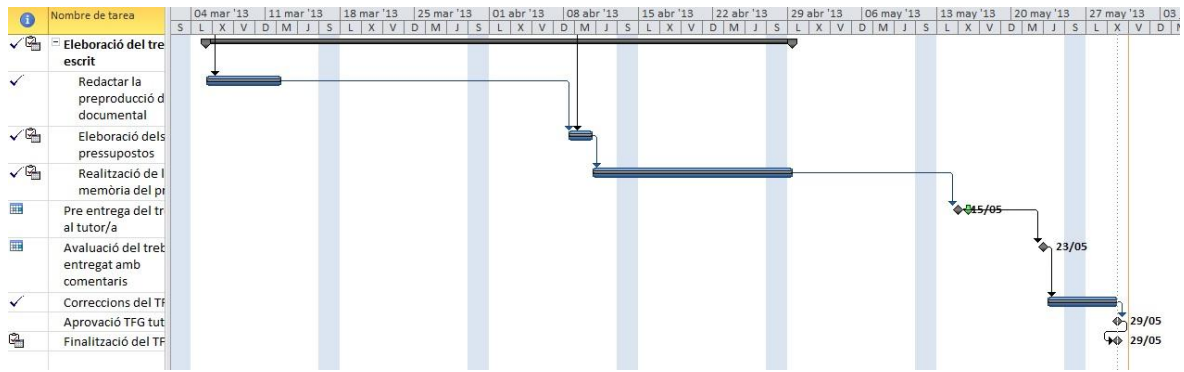 Nombre de tarea
04 mar '13 11 mar '13 18 mar '13 25 mar '13 01 abr '13 08 abr '13 15 abr '13 22 abr '13 29 abr '13 06 may '13 13 may '13 20 may '13 27 may '13 03
S L X V D M J S L X V D M J S L X V D M J S L X V D M J S L X V D M J S L X V D M J S L X V D
Eleboració del tre
escrit
Redactar la
preproducció d
documental
Eleboració dels
pressupostos
Realització de l
memòria del pr
Pre entrega del tr
al tutor/a
15/05
Avaluació del treb
entregat amb
comentaris
23/05
Correccions del TF
Aprovació TFG tut
29/05
Finalització del TF
29/05